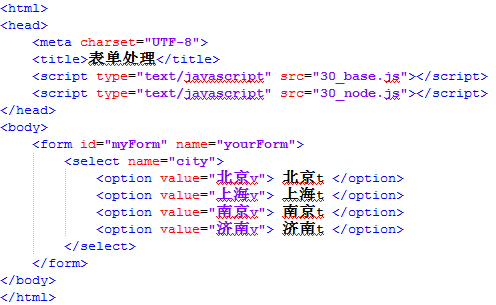 <html>
<head>
    <meta charset="UTF-8">
    <title>表单处理</title>
    <script type="text/javascript" src="30_base.js"></script>
    <script type="text/javascript" src="30_node.js"></script>
</head>
<body>
    <form id="myForm" name="yourForm">
        <select name="city">
            <option value="北京v"> 北京t </option>
            <option value="上海v"> 上海t </option>
            <option value="南京v"> 南京t </option>
            <option value="济南v"> 济南t </option>
        </select>
    </form>
</body>
</html>